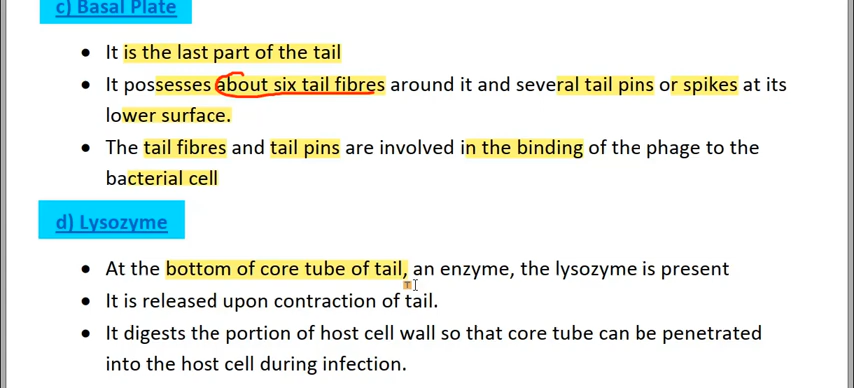 c) Basal Plate
● It is the last part of the tail
● It possesses about six tail fibres around it and several tail pins or spikes at its
lower surface.
● The tail fibres and tail pins are involved in the binding of the phage to the
bacterial cell
d) Lysozyme
● At the bottom of core tube of tail, an enzyme, the lysozyme is present
● It is released upon contraction of tail.
● It digests the portion of host cell wall so that core tube can be penetrated
into the host cell during infection.